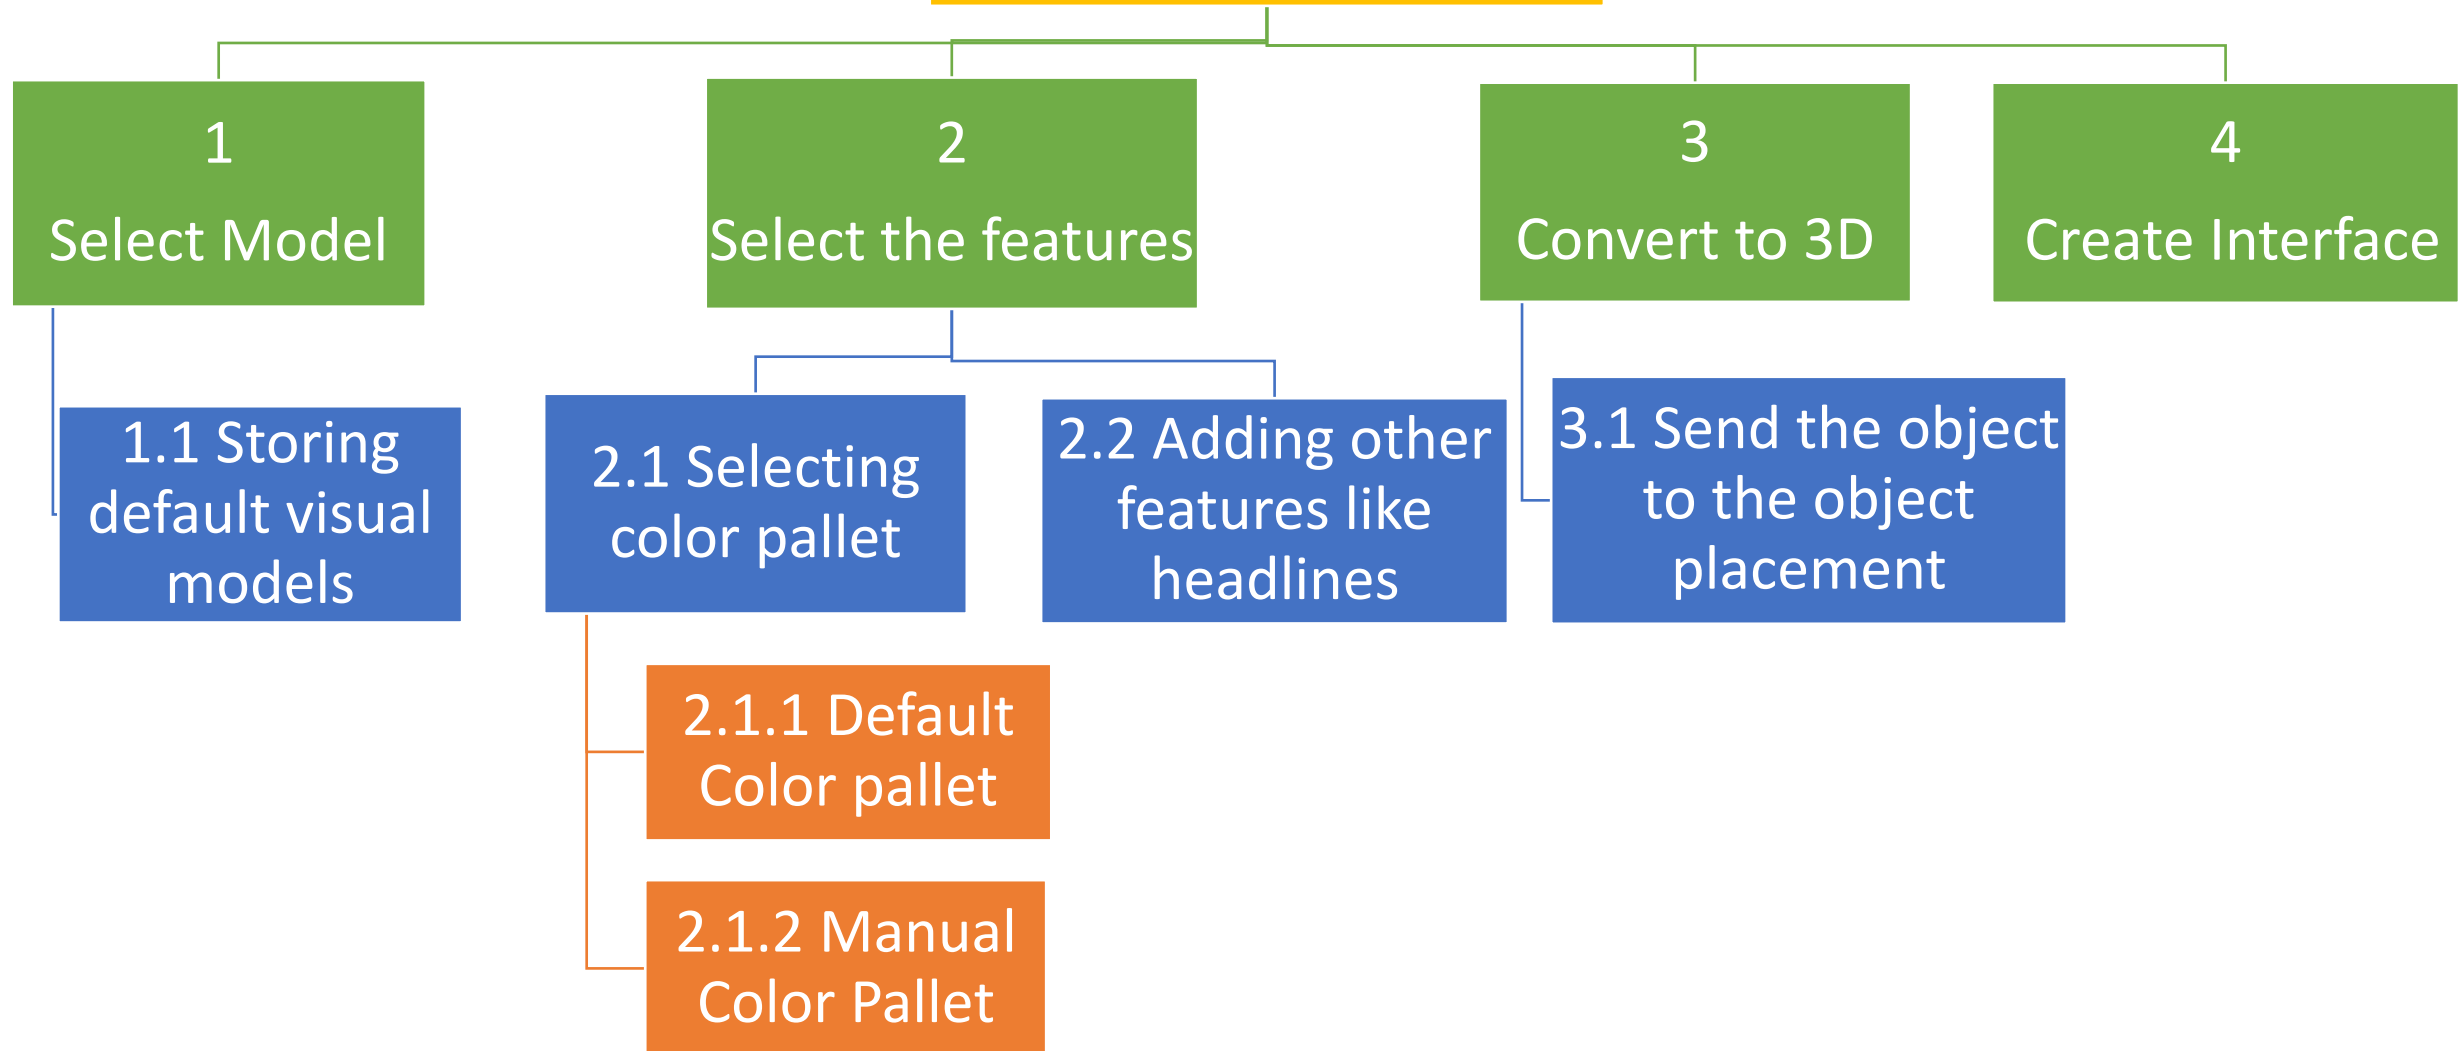 1
Select Model
2
Select the features
3
Convert to 3D
4
Create Interface
1.1 Storing
default visual
models
2.1 Selecting
color pallet
2.2 Adding other
features like
headlines
3.1 Send the object
to the object
placement
2.1.1 Default
Color pallet
2.1.2 Manual
Color Pallet